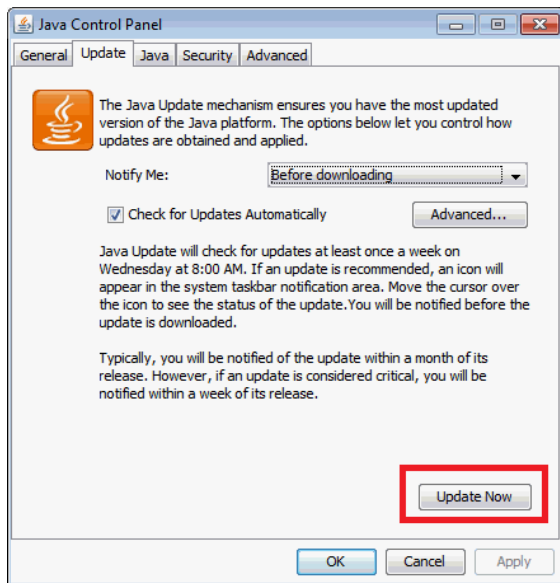 Java Control Panel
General Update Java Security Advanced
The Java Update mechanism ensures you have the most updated
version of the Java platform. The options below let you control how
updates are obtained and applied.
Notify Me: Before downloading
Check for Updates Automatically Advanced...
Java Update will check for updates at least once a week on
Wednesday at 8:00 AM. If an update is recommended, an icon will
appear in the system taskbar notification area. Move the cursor over
the icon to see the status of the update.You will be notified before the
update is downloaded.
Typically, you will be notified of the update within a month of its
release. However, if an update is considered critical, you will be
notified within a week of its release.
Update Now
OK Cancel Apply